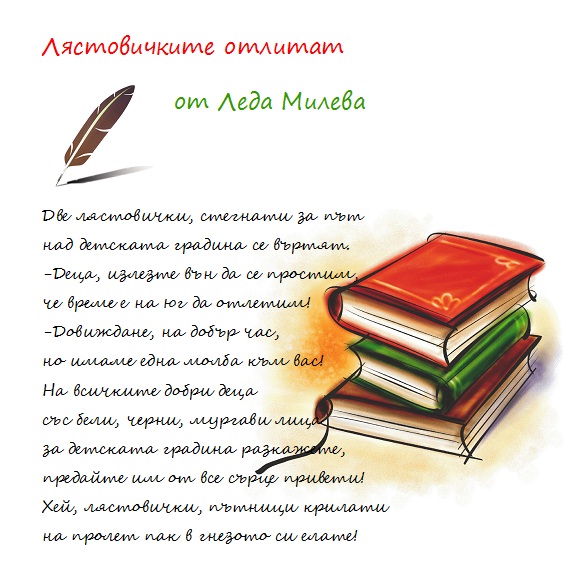 Лястовичките отлитат
от Леда Милева
Две лястовички, стегнати за път
над детската градина се въртят.
-Деца, излезте вън да се простим,
че време е на юг да отлетим!
-Довиждане, на добър час,
но имаме една молба към вас!
На всичките добри деца
със бели, черни, мургави лица
за детската градина разкажете,
предайте им от все сърце привети!
Хей, лястовички, пътници крилати
на пролет пак в гнезото си елате!